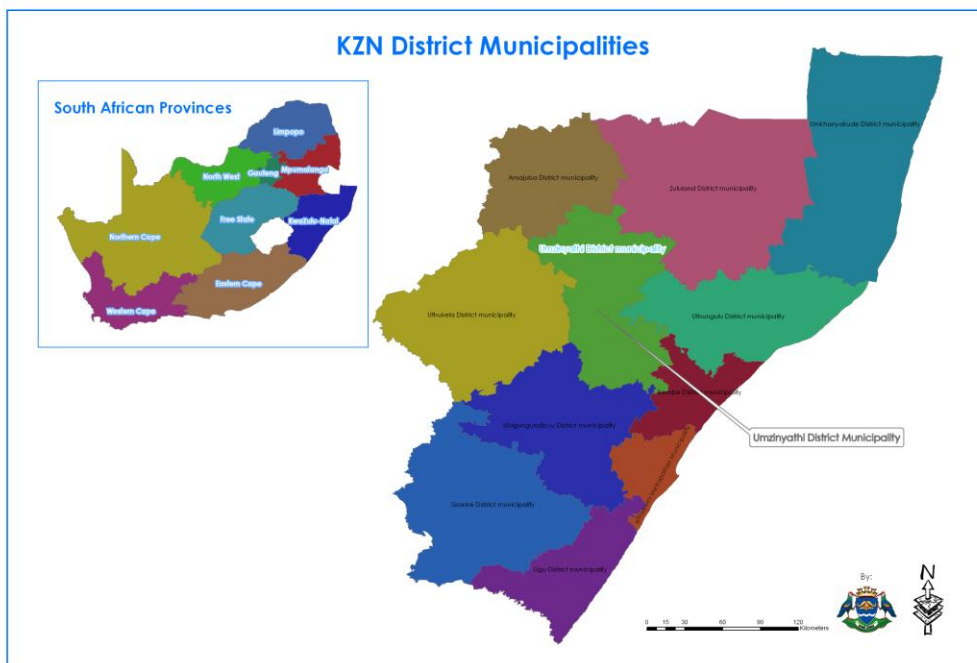 KZN District Municipalities
South African Provinces
Limpopo
North West
Gauteng
Mpumalanga
Free State
KwaZulu-Natal
Northern Cape
Eastern Cape
Western Cape
Umkhanyakude District municipality
Amajuba District municipality
Zululand District municipality
Umzinyathi District municipality
Uthukela District municipality
Uthungulu District municipality
District municipality
Umgungundlovu District municipality
Umzinyathi District Municipality
Sisonke District municipality
Ugu District municipality
By:
N
0 15 30 60 90 120
Kilometers